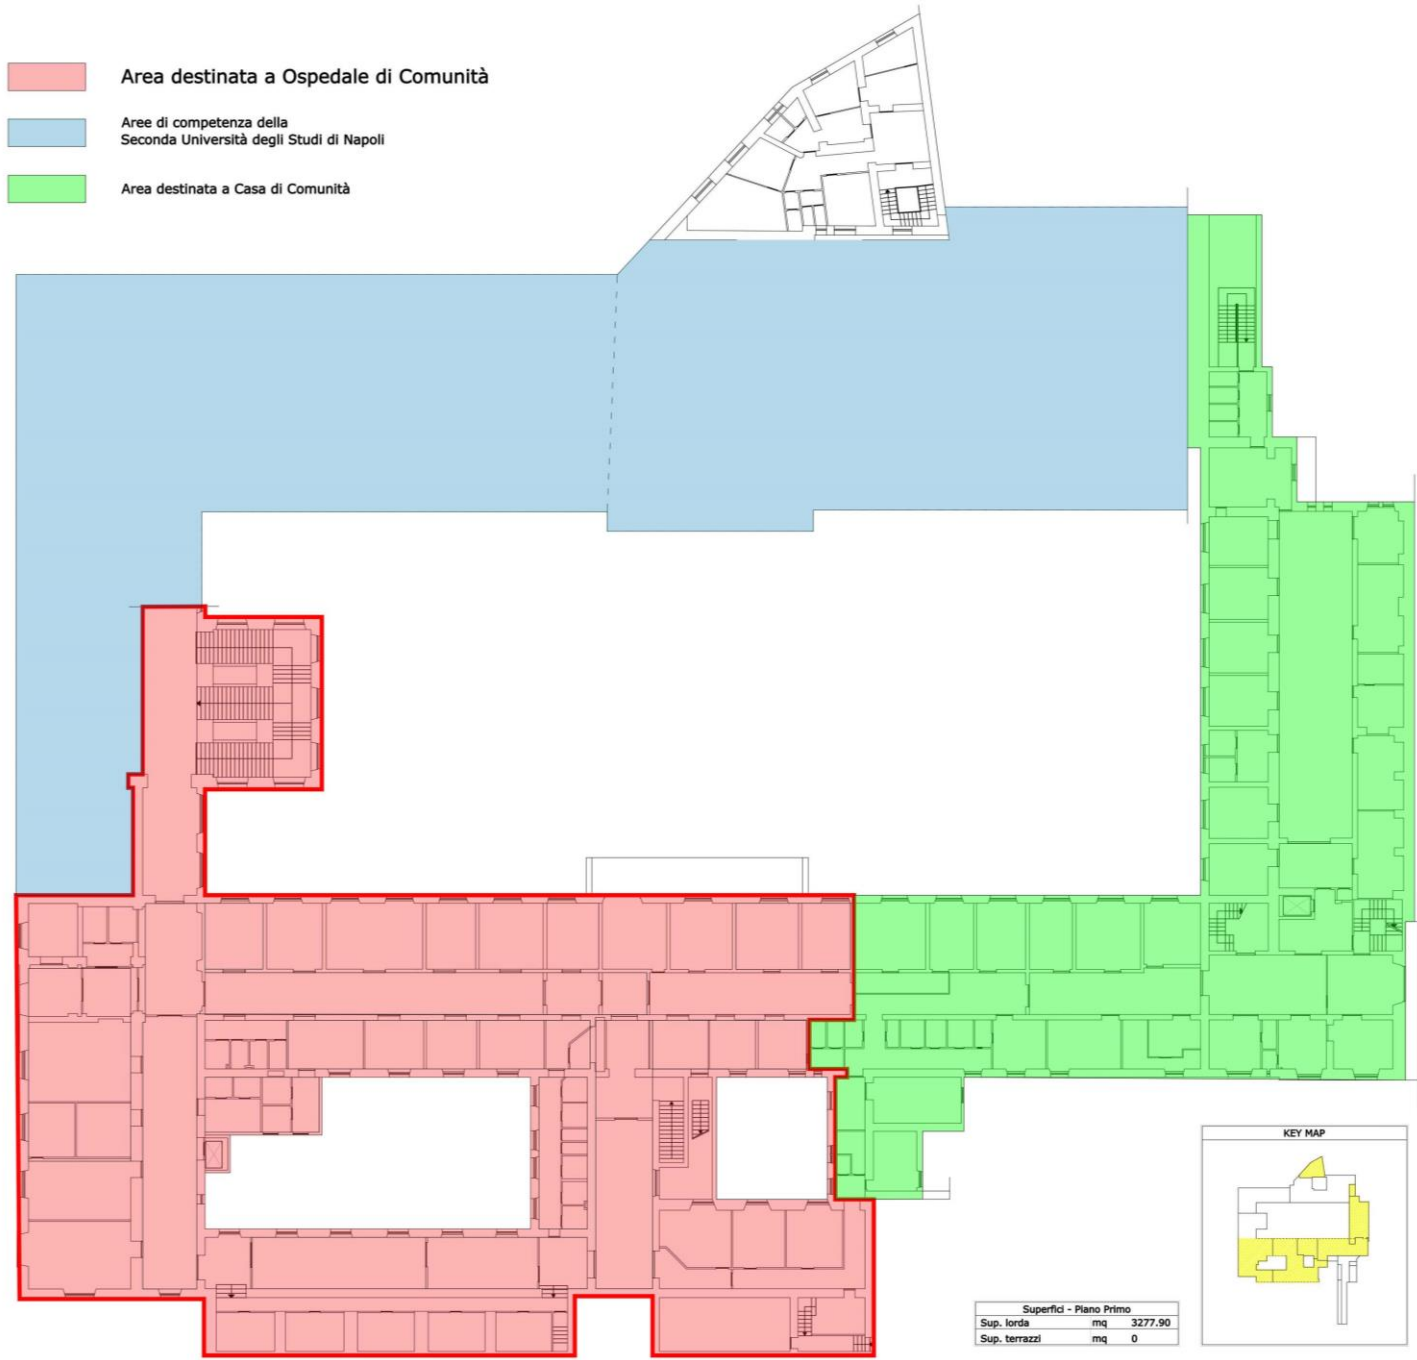 Area destinata a Ospedale di Comunità
Aree di competenza della
Seconda Università degli Studi di Napoli
Area destinata a Casa di Comunità
KEY MAP
Superfici - Piano Primo
Sup. lorda mq 3277.90
Sup. terrazzi mq 0